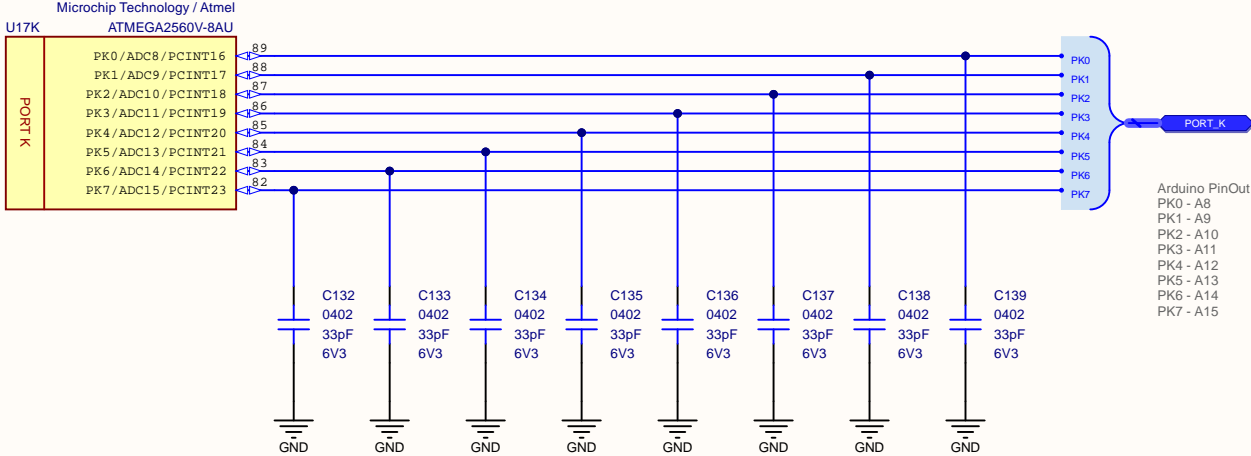 Microchip Technology / Atmel
U17K
ATMEGA2560V-8AU
PORT K
PK0/ADC8/PCINT16
89
PK1/ADC9/PCINT17
88
PK2/ADC10/PCINT18
87
PK3/ADC11/PCINT19
86
PK4/ADC12/PCINT20
85
PK5/ADC13/PCINT21
84
PK6/ADC14/PCINT22
83
PK7/ADC15/PCINT23
82
PK0
PK1
PK2
PK3
PK4
PK5
PK6
PK7
PORT_K
Arduino PinOut
PK0 - A8
PK1 - A9
PK2 - A10
PK3 - A11
PK4 - A12
PK5 - A13
PK6 - A14
PK7 - A15
C132
0402
33pF
6V3
C133
0402
33pF
6V3
C134
0402
33pF
6V3
C135
0402
33pF
6V3
C136
0402
33pF
6V3
C137
0402
33pF
6V3
C138
0402
33pF
6V3
C139
0402
33pF
6V3
GND
GND
GND
GND
GND
GND
GND
GND